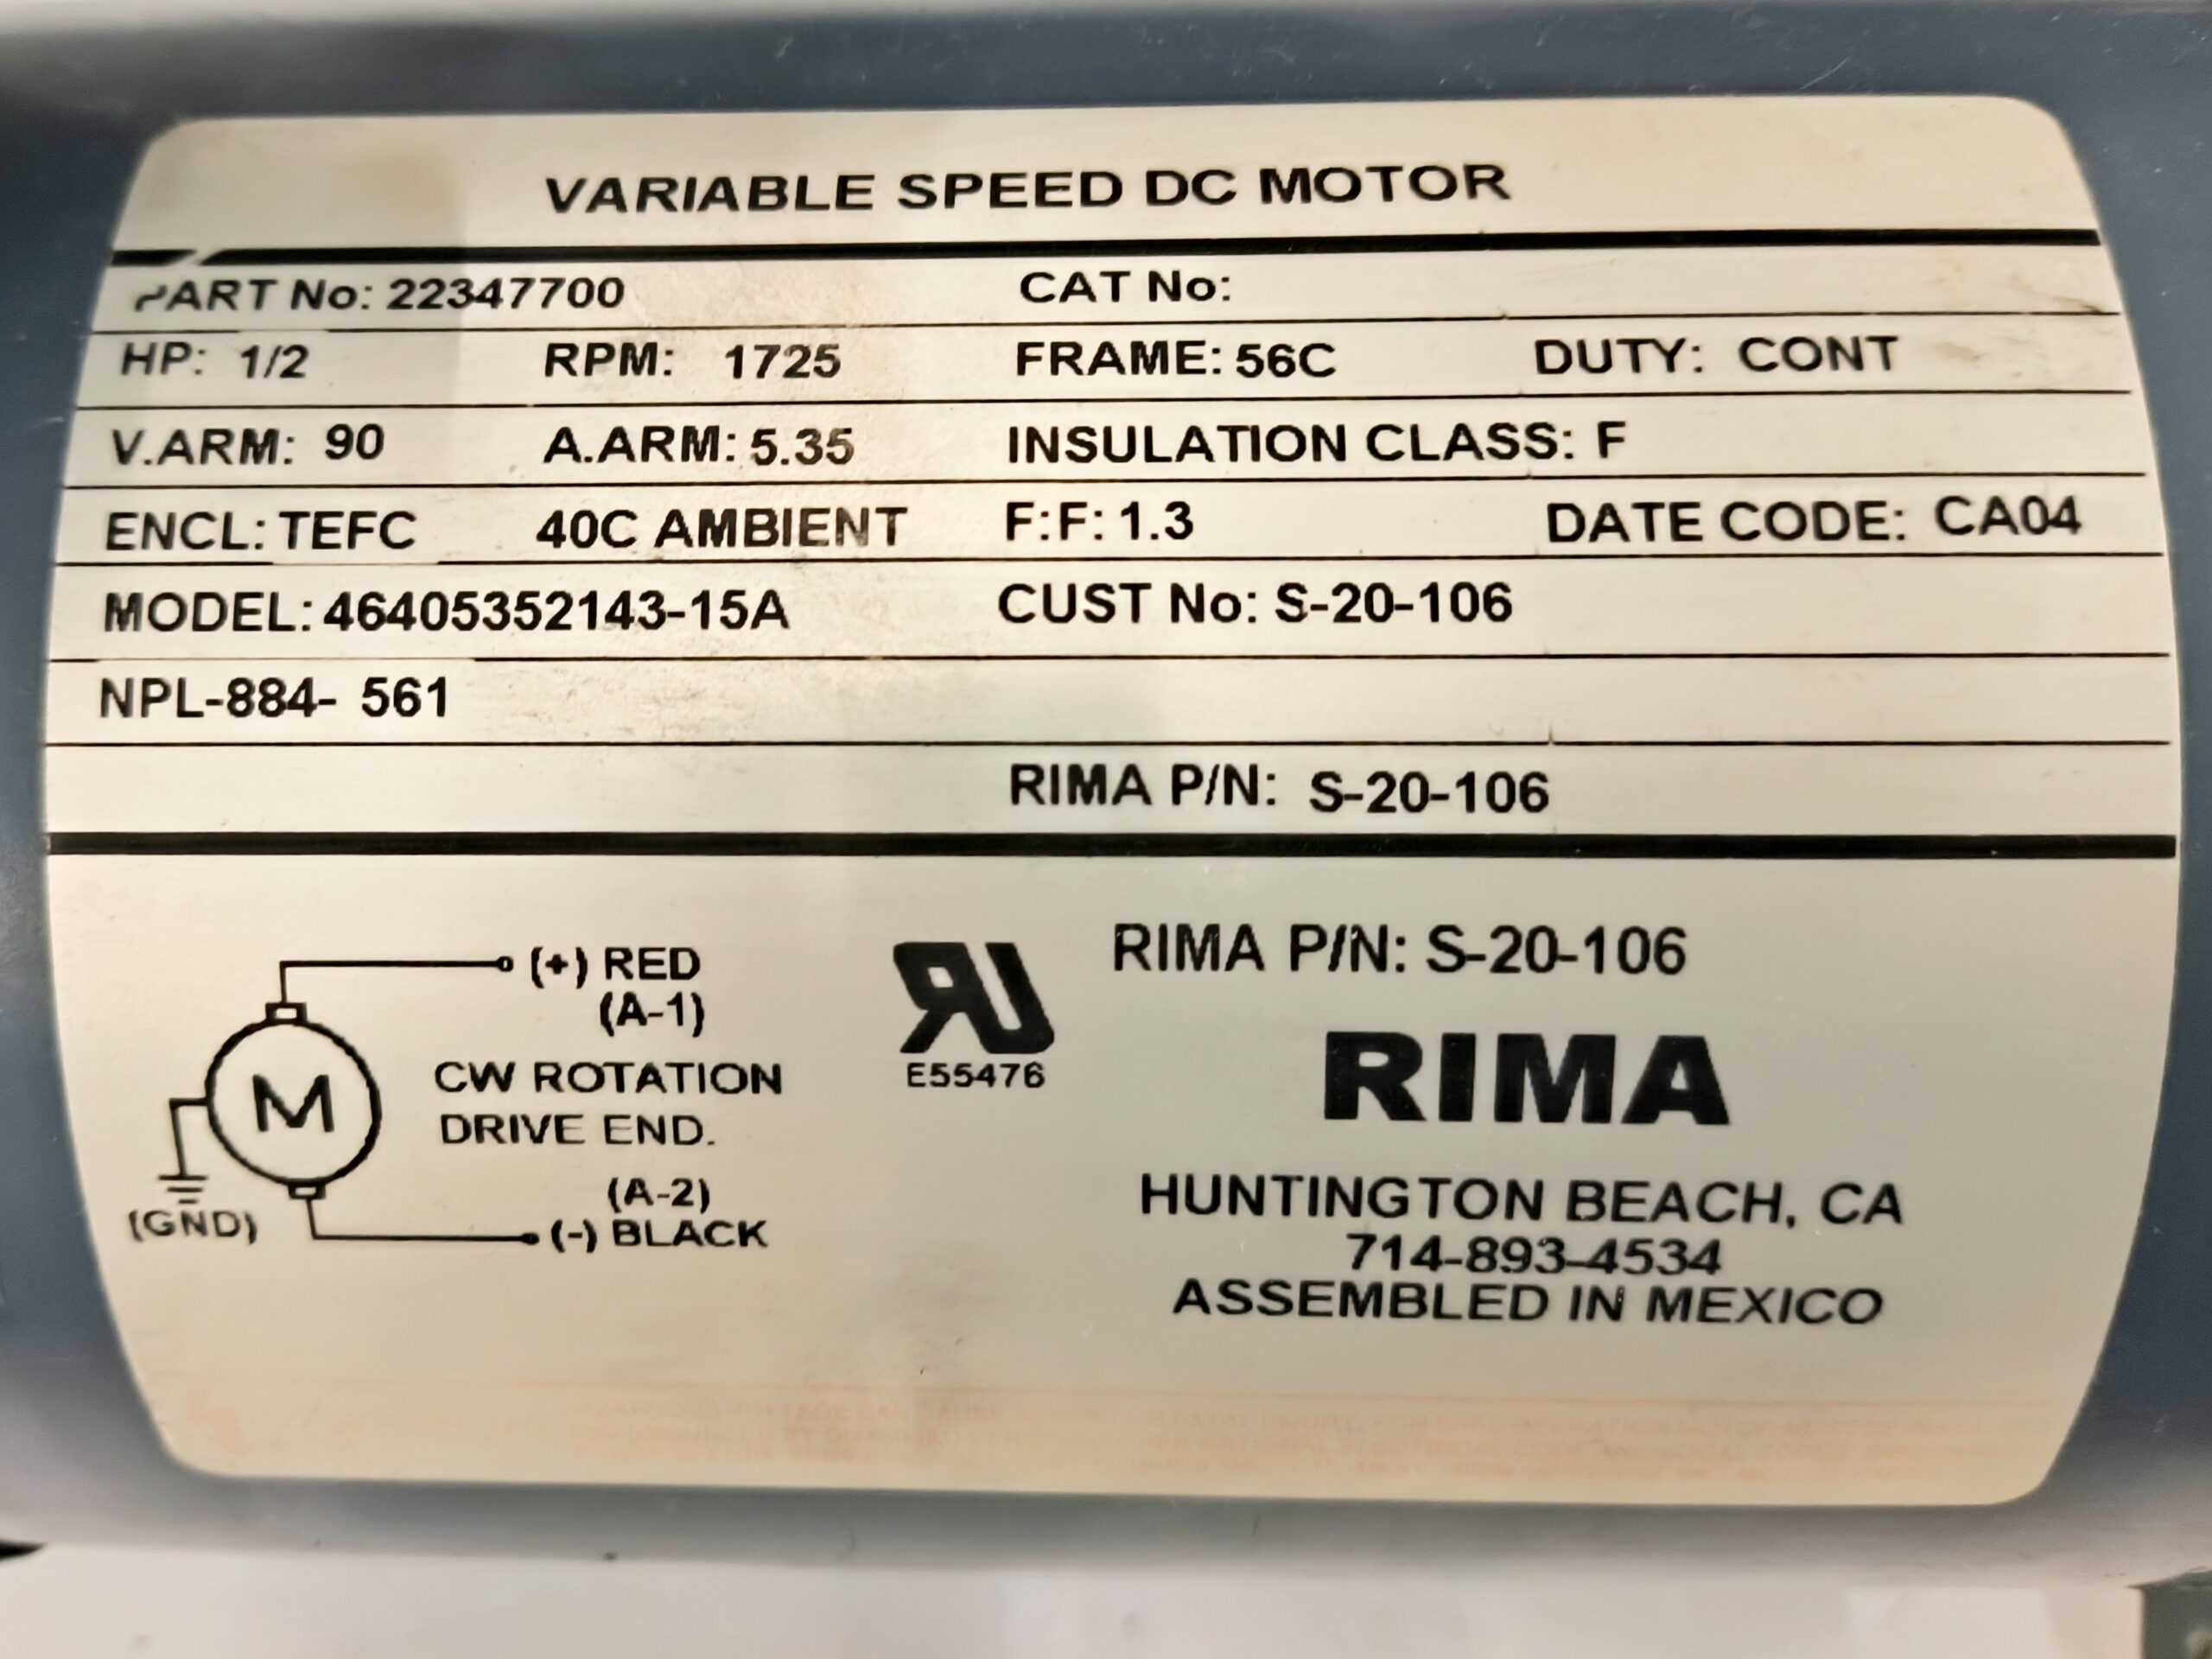 VARIABLE SPEED DC MOTOR
PART No: 22347700 CAT No:
HP: 1/2 RPM: 1725 FRAME: 56C DUTY: CONT
V.ARM: 90 A.ARM: 5.35 INSULATION CLASS: F
ENCL: TEFC 40C AMBIENT F:F: 1.3 DATE CODE: CA04
MODEL: 46405352143-15A CUST No: S-20-106
NPL-884- 561
RIMA P/N: S-20-106
(+) RED
(A-1)
CW ROTATION
DRIVE END.
M
(GND)
(A-2)
(-) BLACK
RU
E55476
RIMA P/N: S-20-106
RIMA
HUNTINGTON BEACH, CA
714-893-4534
ASSEMBLED IN MEXICO